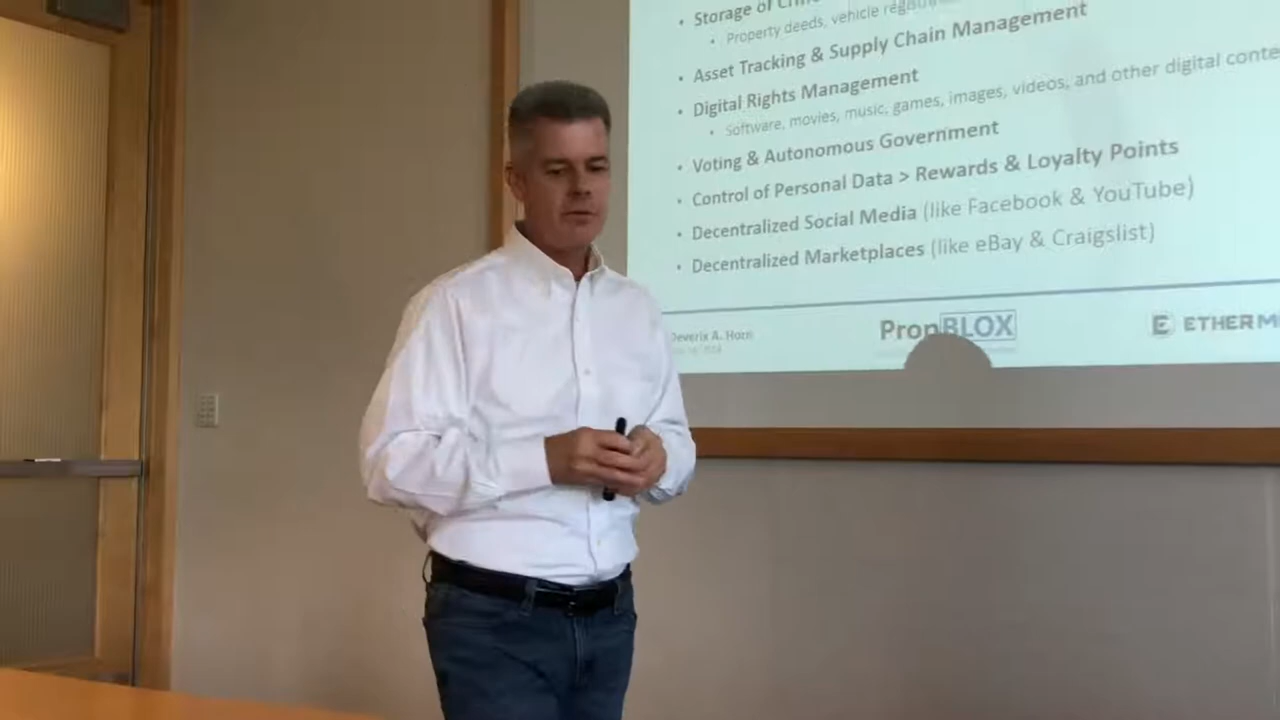 • Storage of
• Property deeds, vehicle
• Asset Tracking & Supply Chain Management
• Digital Rights Management
• Software, movies, music, games, images, videos, and other digital conte
• Voting & Autonomous Government
• Control of Personal Data > Rewards & Loyalty Points
• Decentralized Social Media (like Facebook & YouTube)
• Decentralized Marketplaces (like eBay & Craigslist)
A. Horn
PropBLOX
ETHER M